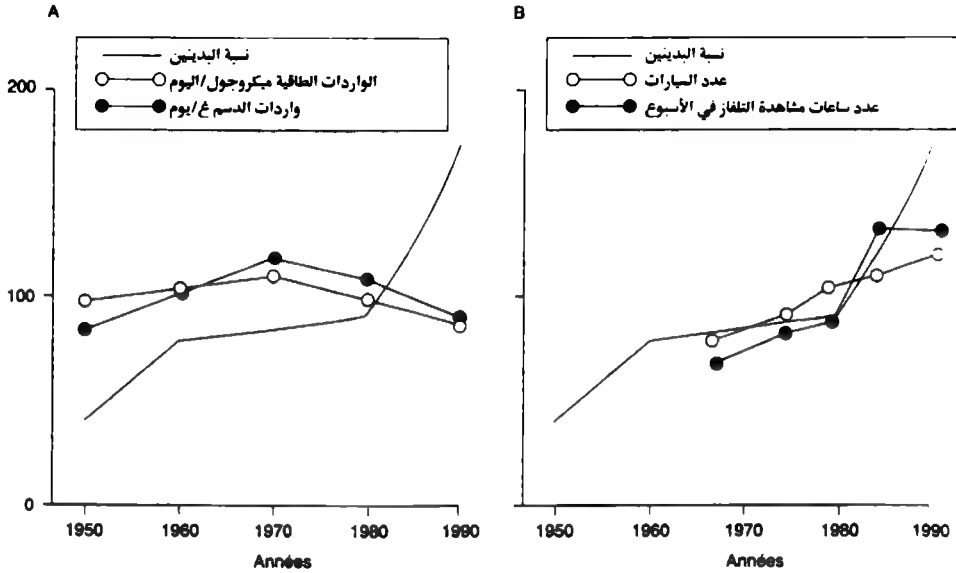 A
نسبة البدينين
الواردات الطاقية ميكروجول/اليوم
واردات الدسم غ/يوم
200
100
0
1950 1960 1970 1980 1990
Années
B
نسبة البدينين
عدد السيارات
عدد ساعات مشاهدة التلفاز في الأسبوع
1950 1960 1970 1980 1990
Années